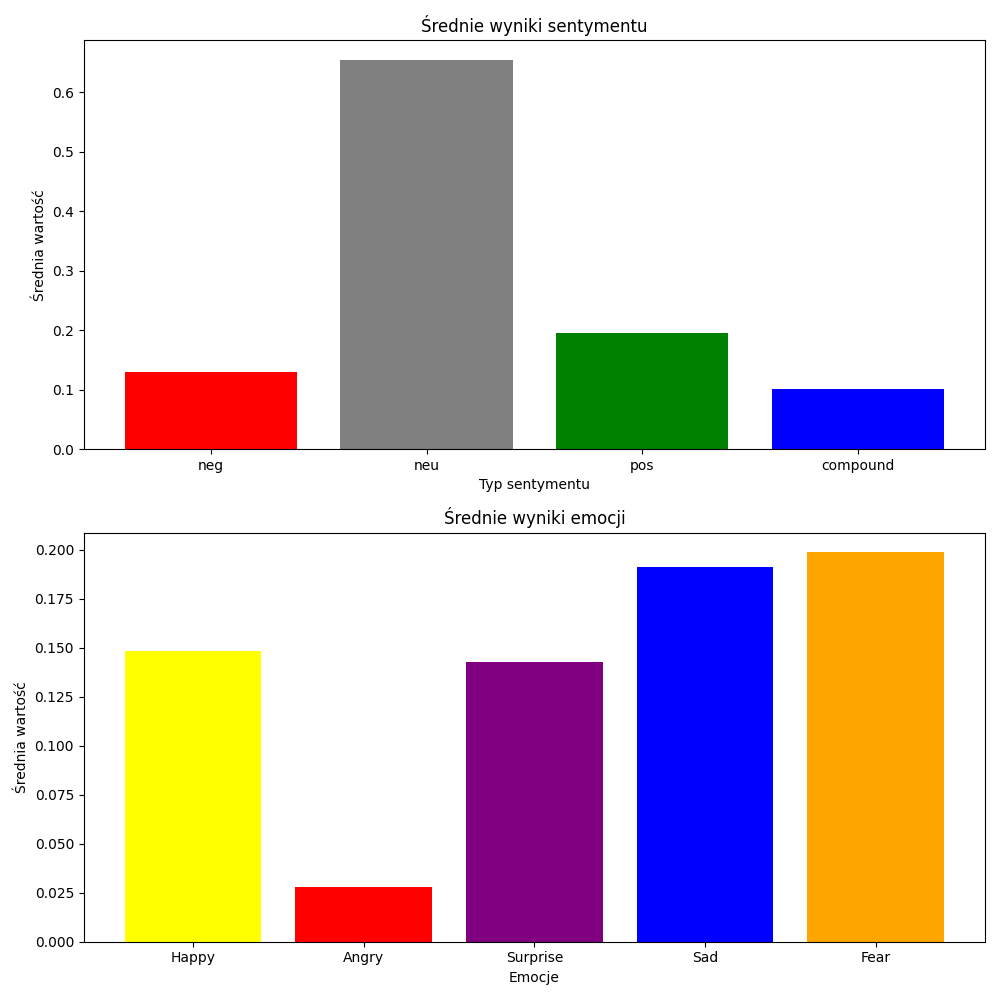 Średnie wyniki sentymentu
Średnia wartość
0.6
0.5
0.4
0.3
0.2
0.1
0.0
neg neu pos compound
Typ sentymentu
Średnie wyniki emocji
Średnia wartość
0.200
0.175
0.150
0.125
0.100
0.075
0.050
0.025
0.000
Happy Angry Surprise Sad Fear
Emocje